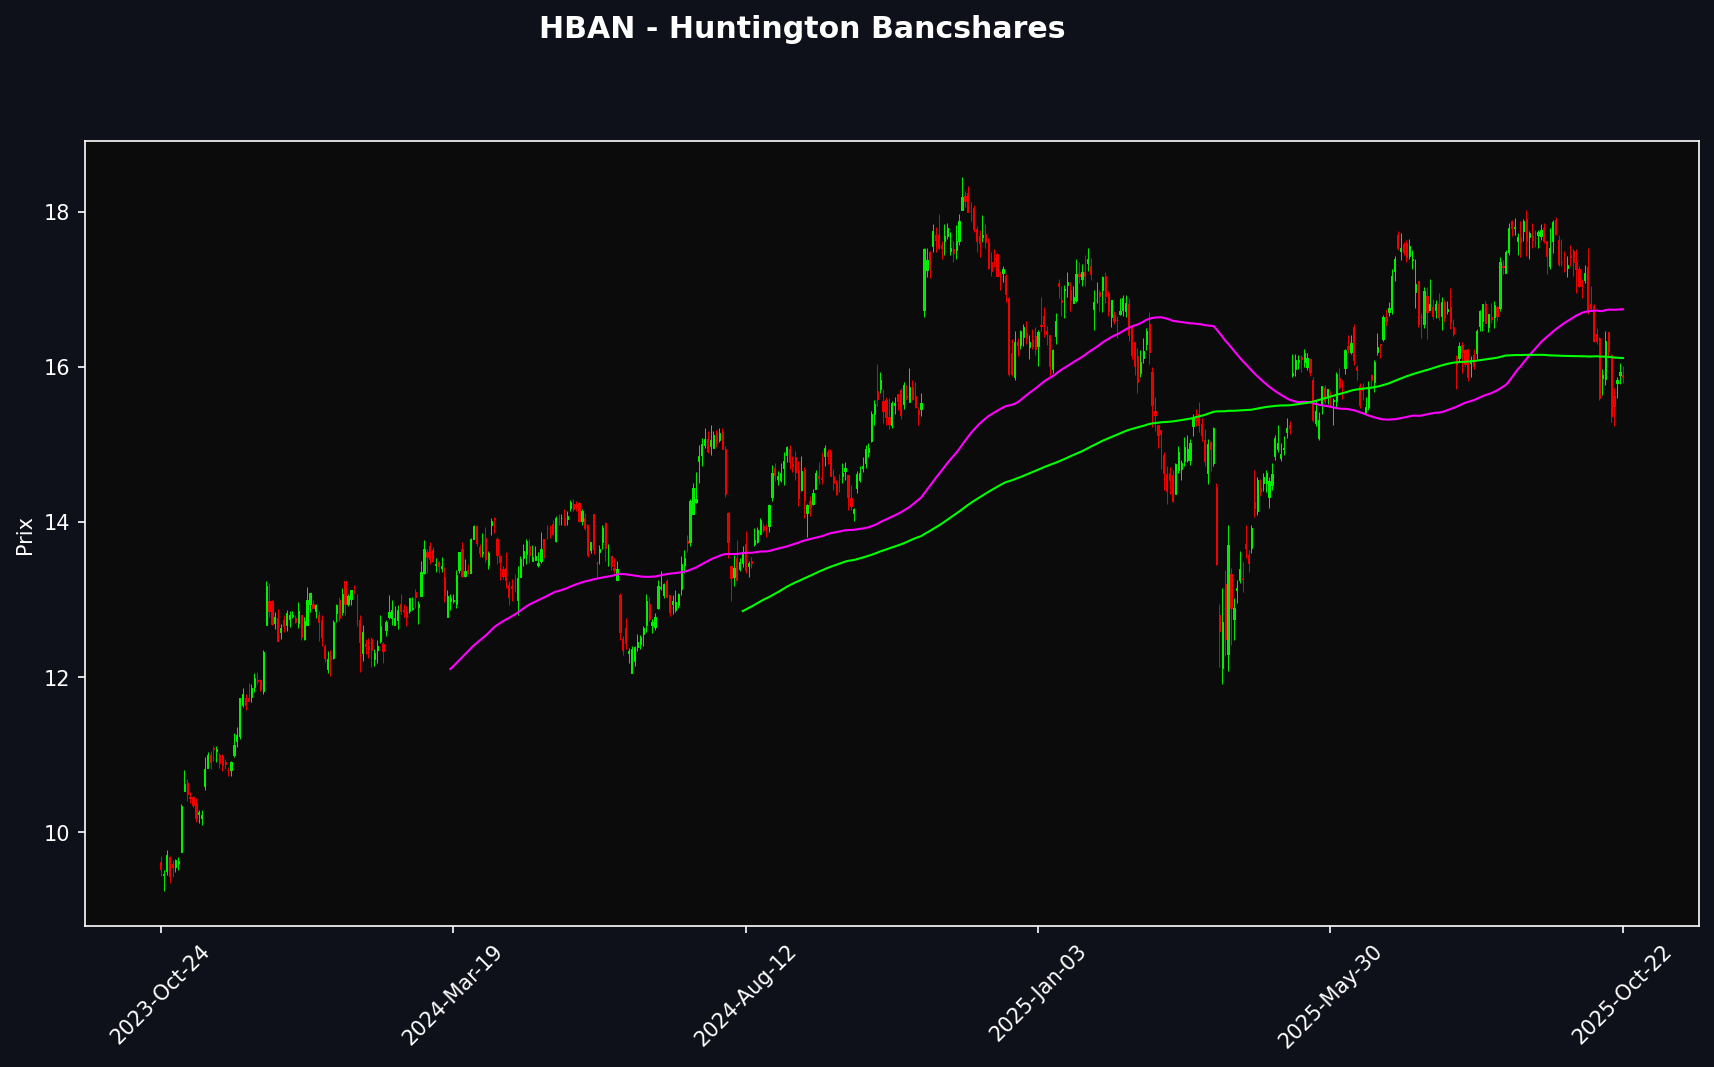 HBAN - Huntington Bancshares
Prix
18
16
14
12
10
2023-Oct-24
2024-Mar-19
2024-Aug-12
2025-Jan-03
2025-May-30
2025-Oct-22